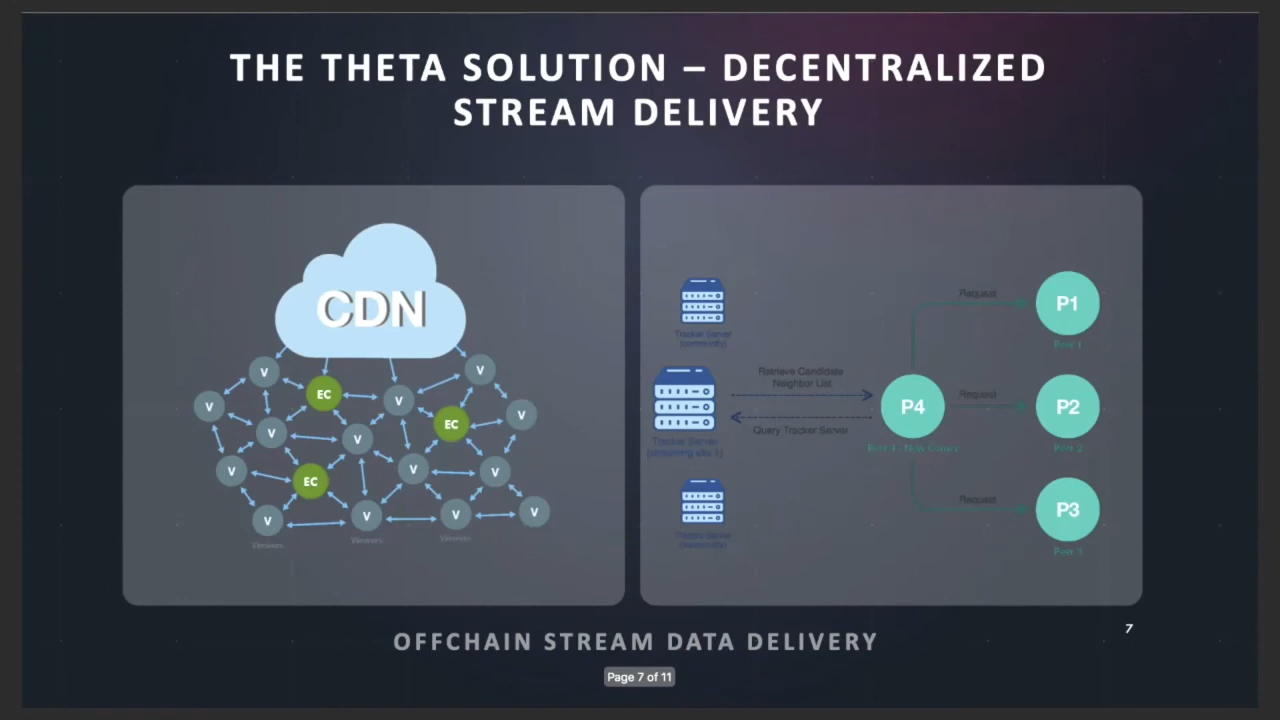 THE THETA SOLUTION – DECENTRALIZED
STREAM DELIVERY
CDN
V
V
EC
V
V
EC
V
V
V
V
EC
V
V
V
V
V
V
Viewers
Viewers
Viewers
Tracker Server
(community)
Tracker Server
(streaming site 1)
Tracker Server
(community)
Retrieve Candidate
Neighbor List
Query Tracker Server
P4
Peer 4 - New Comer
Request
P1
Peer 1
Request
P2
Peer 2
Request
P3
Peer 3
OFFCHAIN STREAM DATA DELIVERY
7
Page 7 of 11